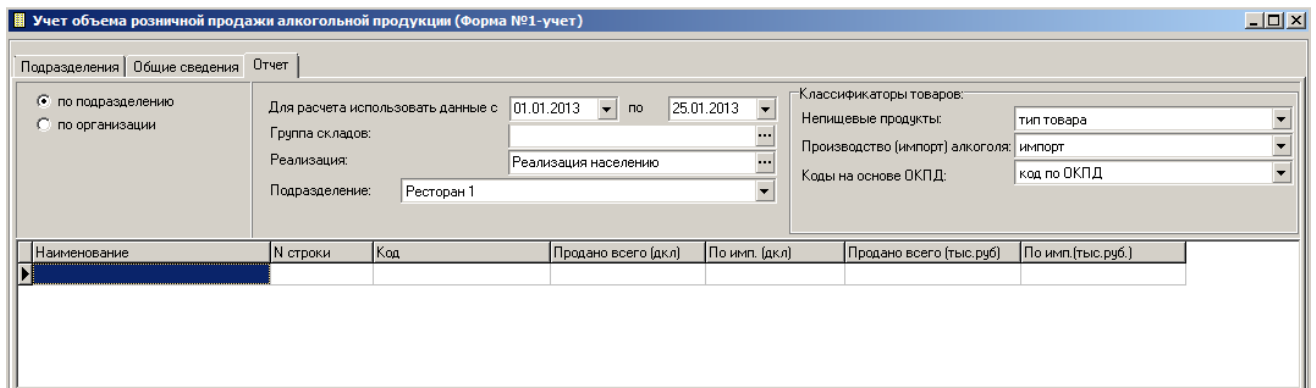 Учет объема розничной продажи алкогольной продукции (Форма №1-учет)
Подразделения Общие сведения Отчет
по подразделению
по организации
Для расчета использовать данные с 01.01.2013 по 25.01.2013
Группа складов:
Реализация: Реализация населению
Подразделение: Ресторан 1
Классификаторы товаров:
Непищевые продукты: тип товара
Производство (импорт) алкоголя: импорт
Коды на основе ОКПД: код по ОКПД
Наименование N строки Код Продано всего (дкл) По имп. (дкл) Продано всего (тыс.руб) По имп.(тыс.руб.)